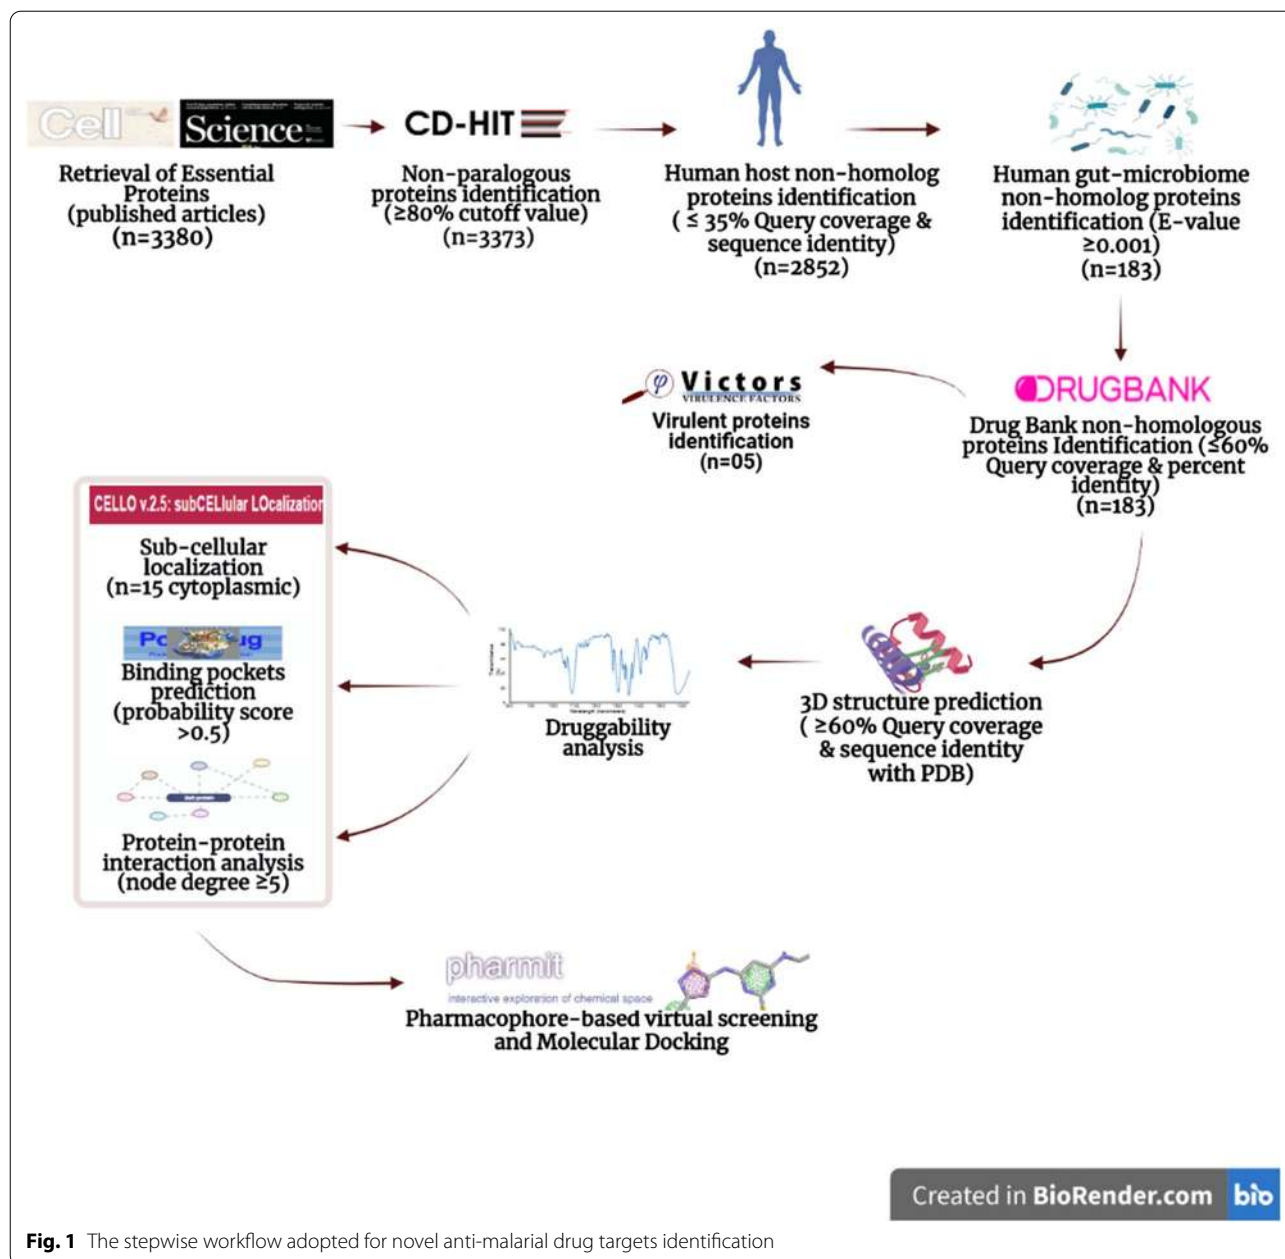 Cell
Science
Retrieval of Essential
Proteins
(published articles)
(n=3380)
CD-HIT
Non-paralogous
proteins identification
(≥80% cutoff value)
(n=3373)
Human host non-homolog
proteins identification
( ≤ 35% Query coverage &
sequence identity)
(n=2852)
Human gut-microbiome
non-homolog proteins
identification (E-value
≥0.001)
(n=183)
DRUGBANK
Drug Bank non-homologous
proteins Identification (≤60%
Query coverage & percent
identity)
(n=183)
φ Victors
VIRULENCE FACTORS
Virulent proteins
identification
(n=05)
3D structure prediction
( ≥60% Query coverage
& sequence identity
with PDB)
Druggability
analysis
CELLO v.2.5: subCELlular LOcalization
Sub-cellular
localization
(n=15 cytoplasmic)
Binding pockets
prediction
(probability score
>0.5)
Protein-protein
interaction analysis
(node degree ≥5)
pharmit
interactive exploration of chemical space
Pharmacophore-based virtual screening
and Molecular Docking
Created in BioRender.com bio
Fig. 1 The stepwise workflow adopted for novel anti-malarial drug targets identification